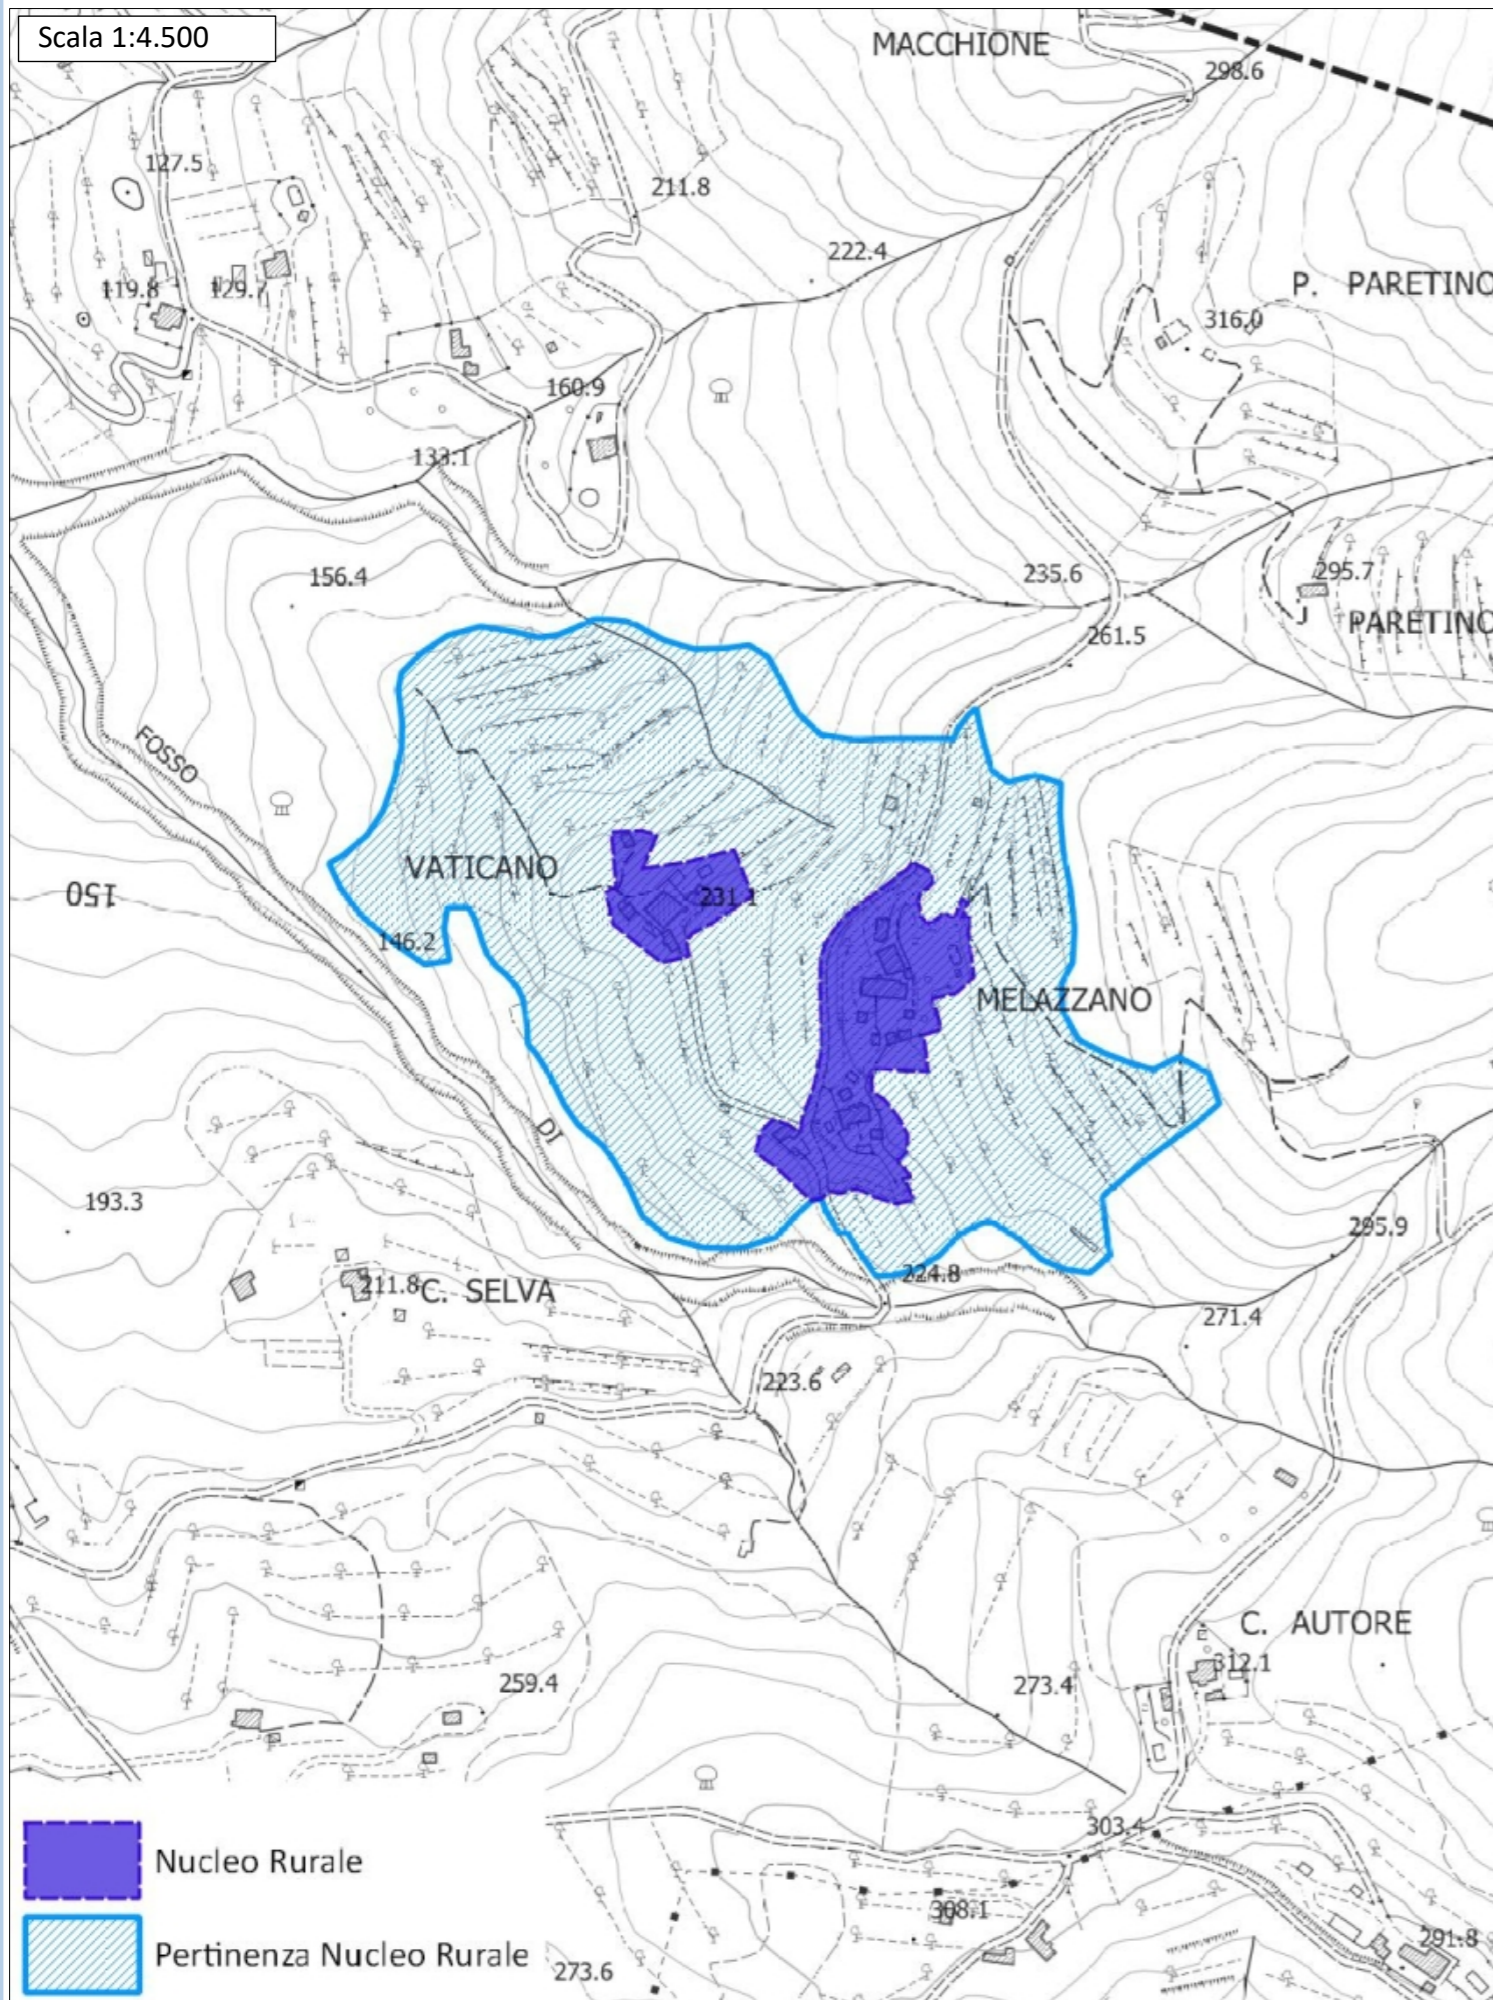 Scala 1:4.500
MACCHIONE
298.6
127.5
211.8
222.4
119.8
129.7
P. PARETINO
316.0
160.9
133.1
156.4
235.6
295.7
PARETINO
261.5
FOSSO
VATICANO
150
231.1
146.2
MELAZZANO
DI
193.3
295.9
224.8
211.8
C. SELVA
271.4
223.6
C. AUTORE
312.1
259.4
273.4
303.4
Nucleo Rurale
308.1
291.8
Pertinenza Nucleo Rurale
273.6